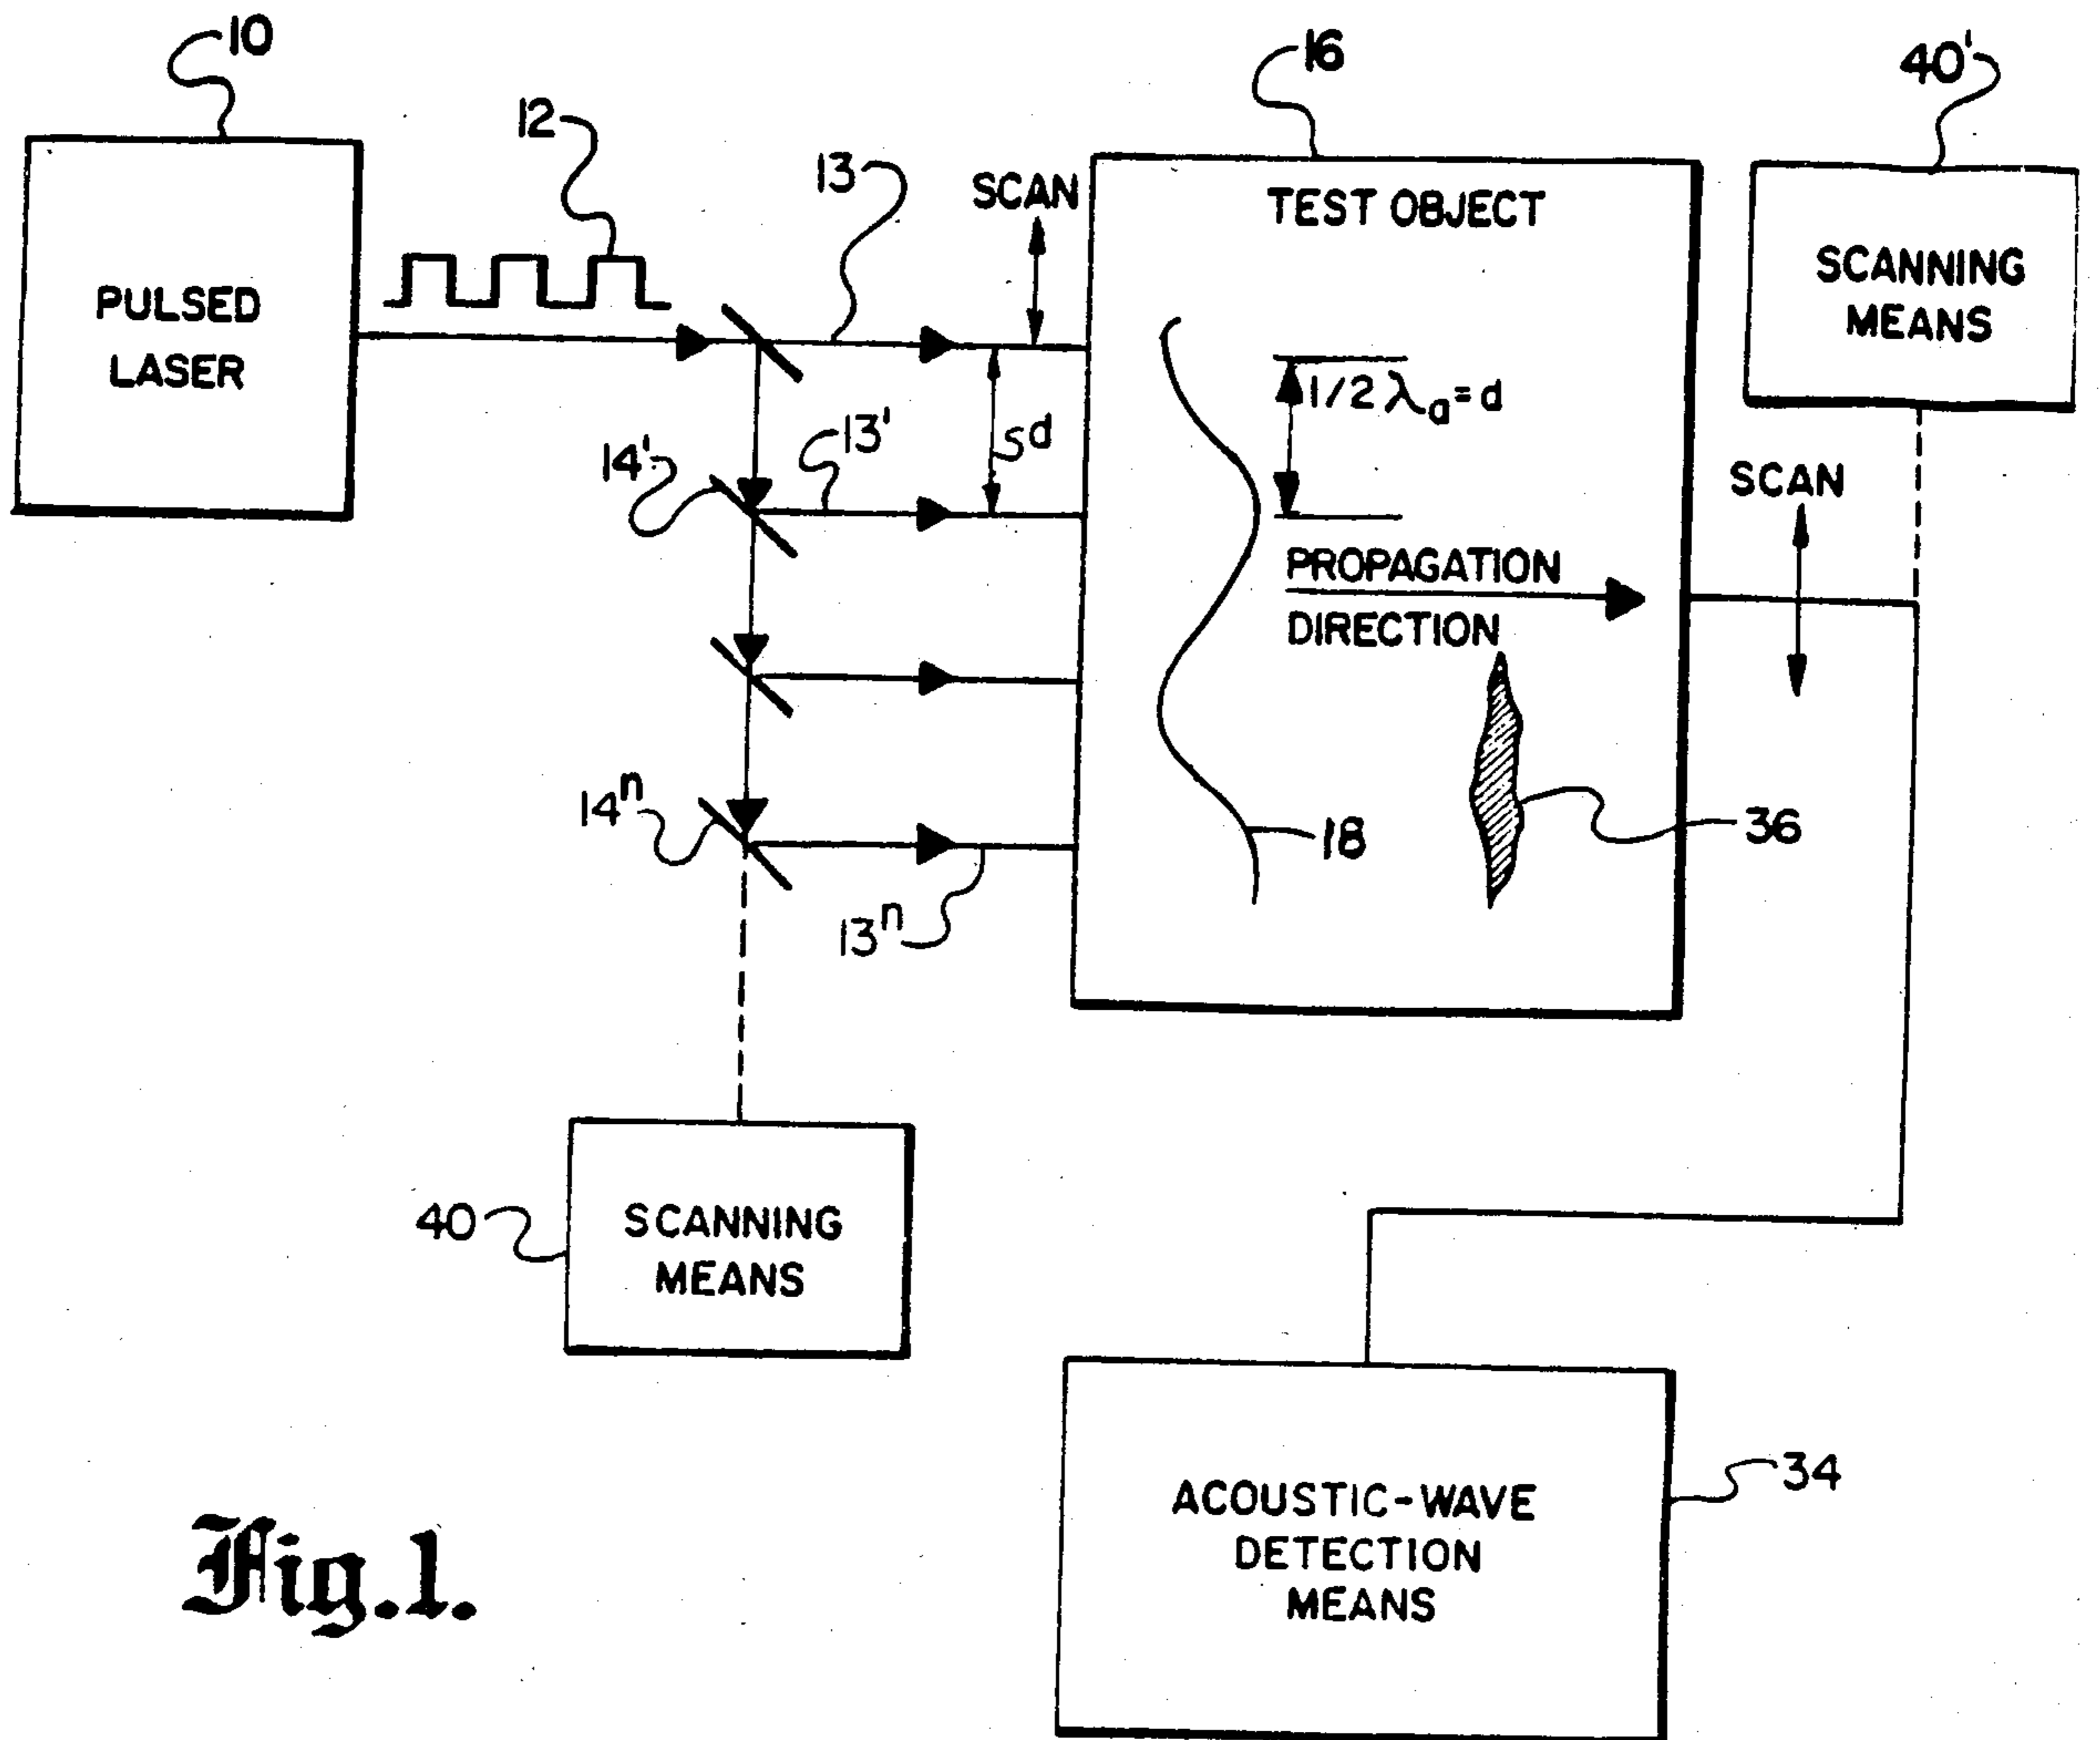 10
16
40'
12
13
SCAN
TEST OBJECT
PULSED
LASER
SCANNING
MEANS
1/2 λa = d
Sd
13'
14'
SCAN
PROPAGATION
DIRECTION
14n
18
36
13n
40
SCANNING
MEANS
34
ACOUSTIC-WAVE
DETECTION
MEANS
Fig. 1.